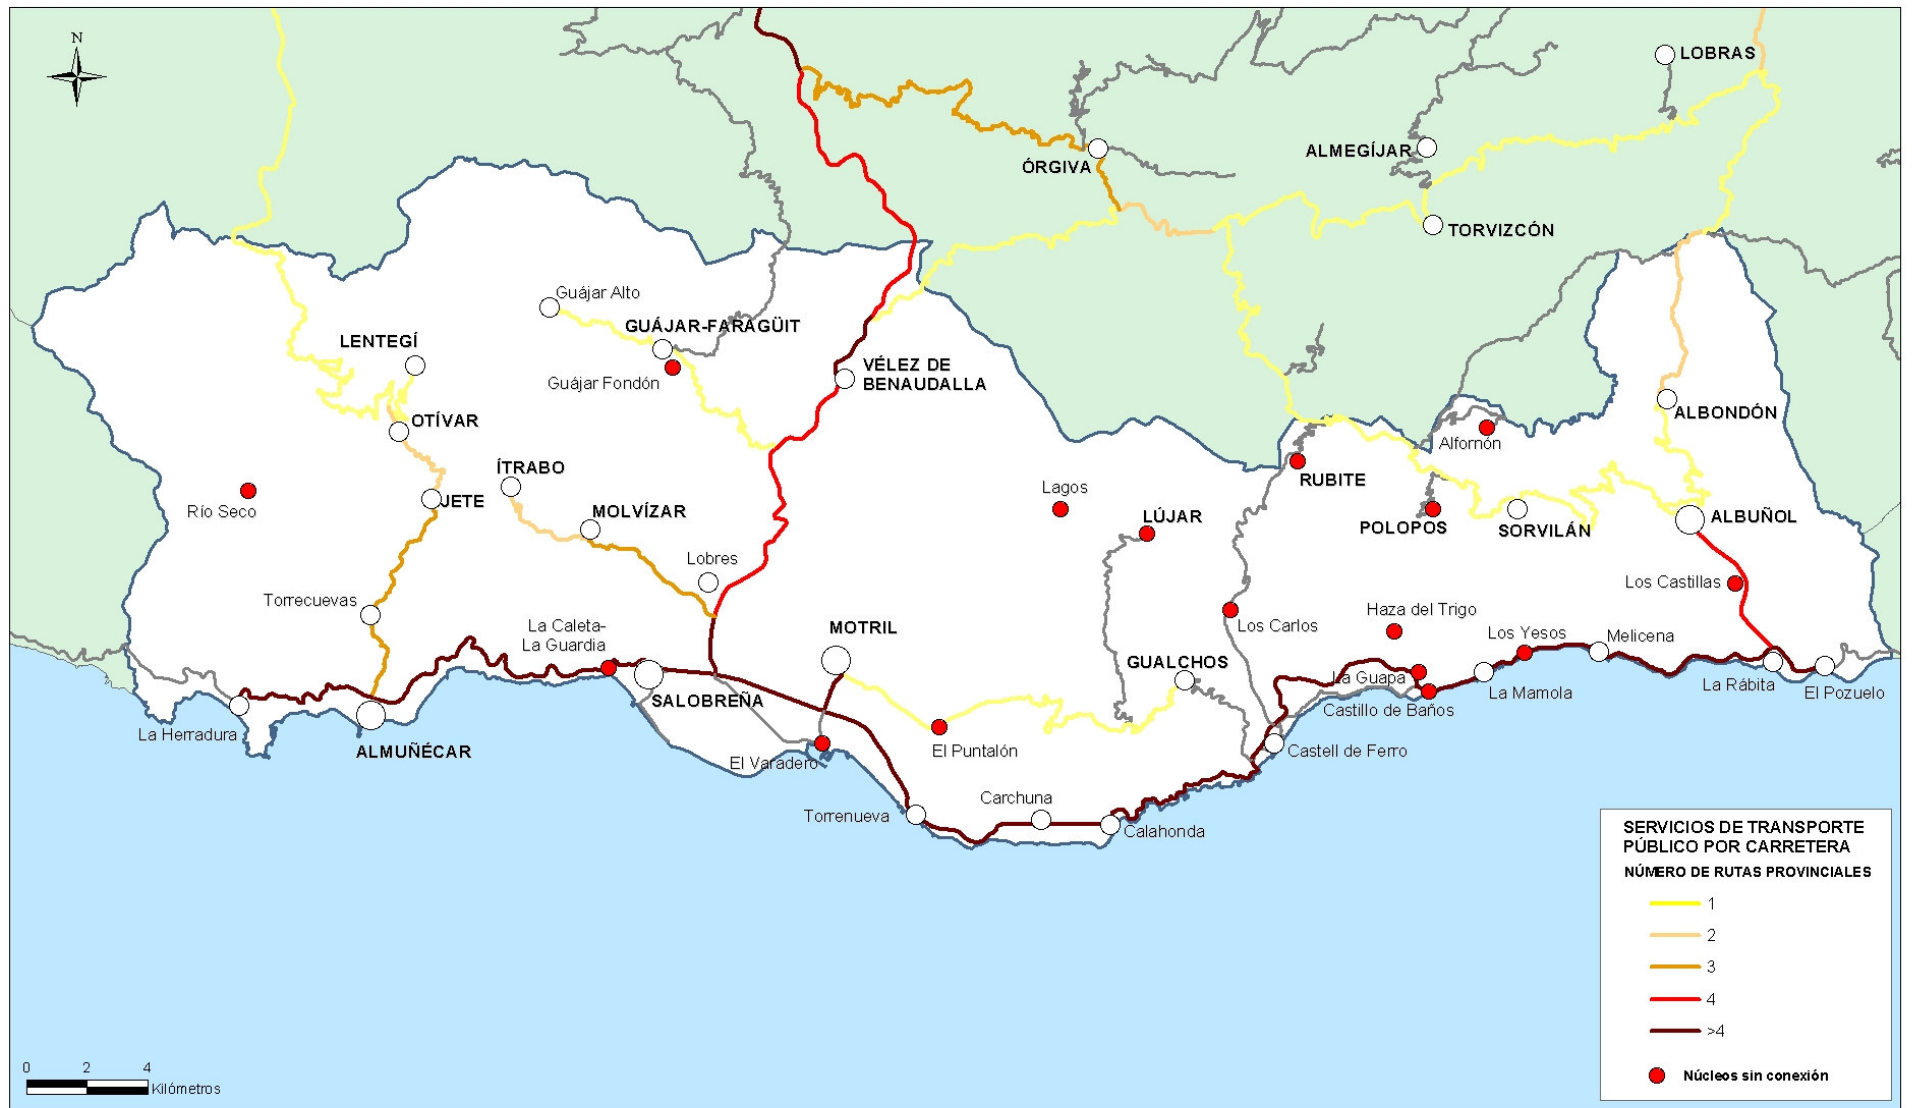 N
LOBRAS
ÓRGIVA
ALMEGÍJAR
TORVIZCÓN
Guájar Alto
GUÁJAR-FARAGÜIT
LENTEGÍ
Guájar Fondón
VÉLEZ DE
BENAUDALLA
OTÍVAR
ALBONDÓN
Alfornón
ÍTRABO
RUBITE
JETE
Río Seco
MOLVÍZAR
Lagos
LÚJAR
POLOPOS
SORVILÁN
ALBUÑOL
Lobres
Los Castillas
Torrecuevas
Haza del Trigo
La Caleta-
La Guardia
MOTRIL
Los Carlos
Los Yesos
Melicena
GUALCHOS
La Guapa
La Mamola
La Rábita
El Pozuelo
SALOBREÑA
Castillo de Baños
La Herradura
ALMUÑÉCAR
El Varadero
El Puntalón
Castell de Ferro
Torrenueva
Carchuna
Calahonda
SERVICIOS DE TRANSPORTE
PÚBLICO POR CARRETERA
NÚMERO DE RUTAS PROVINCIALES
1
2
3
4
>4
Núcleos sin conexión
0 2 4
Kilómetros